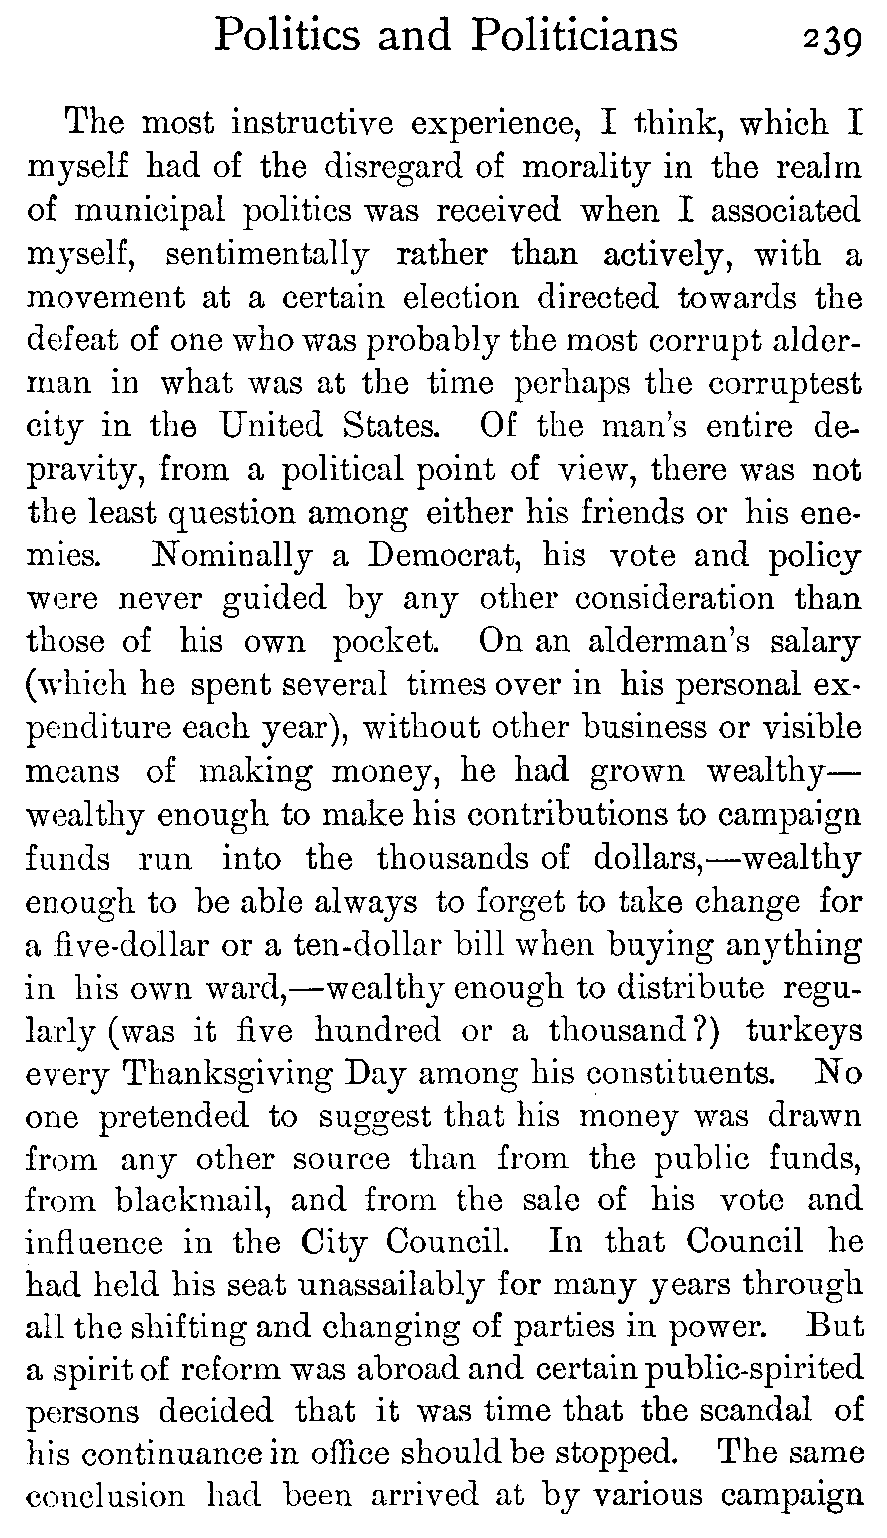 Politics and Politicians 239
The most instructive experience, I think, which I
myself had of the disregard of morality in the realm
of municipal politics was received when I associated
myself, sentimentally rather than actively, with a
movement at a certain election directed towards the
defeat of one who was probably the most corrupt alder-
man in what was at the time perhaps the corruptest
city in the United States. Of the man's entire de-
pravity, from a political point of view, there was not
the least question among either his friends or his ene-
mies. Nominally a Democrat, his vote and policy
were never guided by any other consideration than
those of his own pocket. On an alderman's salary
(which he spent several times over in his personal ex-
penditure each year), without other business or visible
means of making money, he had grown wealthy—
wealthy enough to make his contributions to campaign
funds run into the thousands of dollars,—wealthy
enough to be able always to forget to take change for
a five-dollar or a ten-dollar bill when buying anything
in his own ward,—wealthy enough to distribute regu-
larly (was it five hundred or a thousand?) turkeys
every Thanksgiving Day among his constituents. No
one pretended to suggest that his money was drawn
from any other source than from the public funds,
from blackmail, and from the sale of his vote and
influence in the City Council. In that Council he
had held his seat unassailably for many years through
all the shifting and changing of parties in power. But
a spirit of reform was abroad and certain public-spirited
persons decided that it was time that the scandal of
his continuance in office should be stopped. The same
conclusion had been arrived at by various campaign